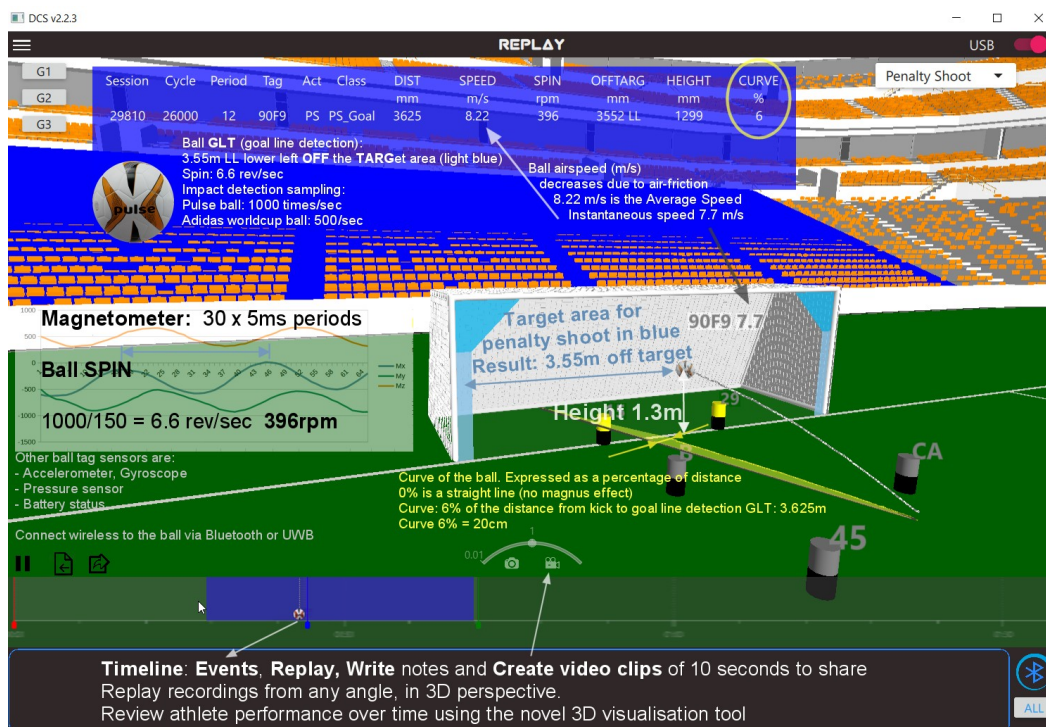 DCS v2.2.3
REPLAY
USB
G1
G2
G3
Penalty Shoot
Session Cycle Period Tag Act Class DIST SPEED SPIN OFFTARG HEIGHT CURVE
mm m/s rpm mm mm %
29810 26000 12 90F9 PS PS_Goal 3625 8.22 396 3552 LL 1299 6
Ball GLT (goal line detection):
3.55m LL lower left OFF the TARGet area (light blue)
Spin: 6.6 rev/sec
Impact detection sampling:
Pulse ball: 1000 times/sec
Adidas worldcup ball: 500/sec
pulse
Ball airspeed (m/s)
decreases due to air-friction
8.22 m/s is the Average Speed
Instantaneous speed 7.7 m/s
Magnetometer: 30 x 5ms periods
1000
500
0
-500
-1000
-1500
Mx
My
Mz
Ball SPIN
1000/150 = 6.6 rev/sec 396rpm
Target area for
penalty shoot in blue
Result: 3.55m off target
90F9 7.7
Height 1.3m
29
CA
45
Other ball tag sensors are:
- Accelerometer, Gyroscope
- Pressure sensor
- Battery status
Connect wireless to the ball via Bluetooth or UWB
Curve of the ball. Expressed as a percentage of distance
0% is a straight line (no magnus effect)
Curve: 6% of the distance from kick to goal line detection GLT: 3.625m
Curve 6% = 20cm
1
0.01
Timeline: Events, Replay, Write notes and Create video clips of 10 seconds to share
Replay recordings from any angle, in 3D perspective.
Review athlete performance over time using the novel 3D visualisation tool
ALL